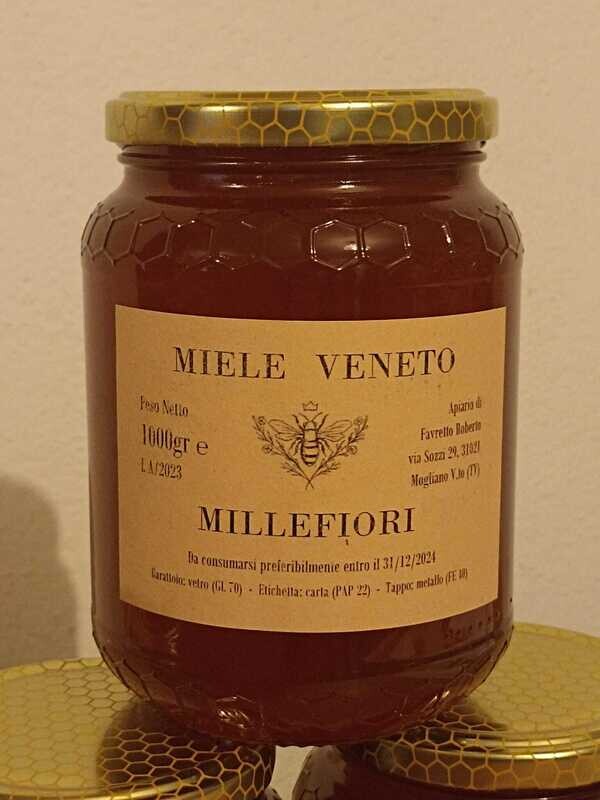 MIELE VENETO
Peso Netto
1000gr e
L A/2023
Apiario di
Favretto Roberto
via Sozzi 29, 31021
Mogliano V.to (TV)
MILLEFIORI
Da consumarsi preferibilmenie entro il 31/12/2024
Barattolo: vetro (GL 70) - Etichetta: carta (PAP 22) - Tappo: metallo (FE 40)